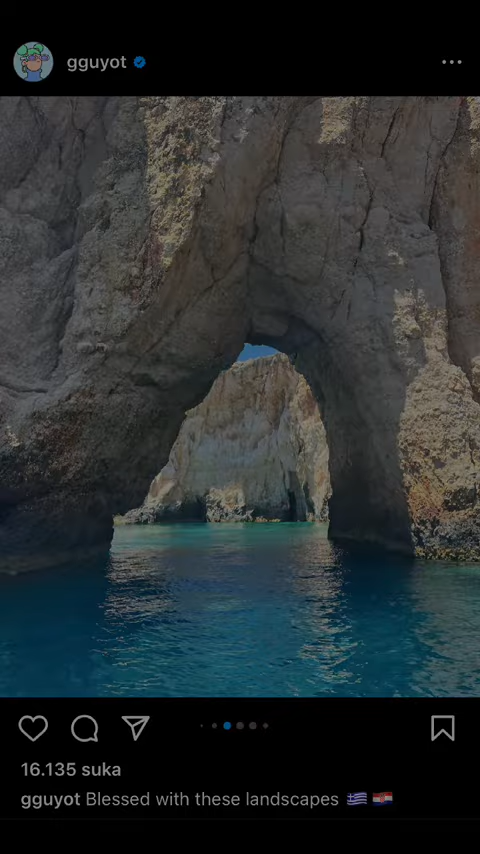 gguyot
16.135 suka
gguyot Blessed with these landscapes 🇬🇷 🇭🇷